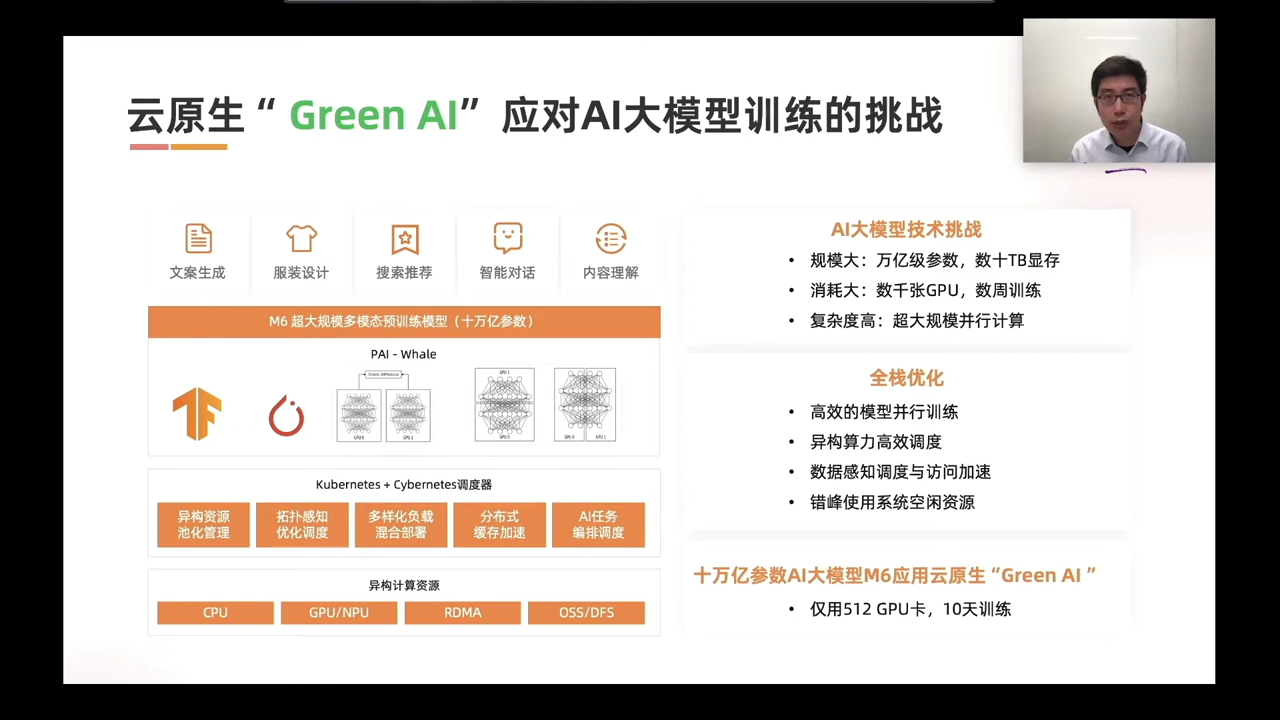 云原生 “ Green AI” 应对AI大模型训练的挑战
文案生成
服装设计
搜索推荐
智能对话
内容理解
M6 超大规模多模态预训练模型（十万亿参数）
PAI - Whale
GPU 0
GPU 1
GPU 1
GPU 0
GPU 0
GPU 1
Kubernetes + Cybernetes调度器
异构资源
池化管理
拓扑感知
优化调度
多样化负载
混合部署
分布式
缓存加速
AI任务
编排调度
异构计算资源
CPU
GPU/NPU
RDMA
OSS/DFS
AI大模型技术挑战
• 规模大：万亿级参数，数十TB显存
• 消耗大：数千张GPU，数周训练
• 复杂度高：超大规模并行计算
全栈优化
• 高效的模型并行训练
• 异构算力高效调度
• 数据感知调度与访问加速
• 错峰使用系统空闲资源
十万亿参数AI大模型M6应用云原生 “Green AI ”
• 仅用512 GPU卡，10天训练